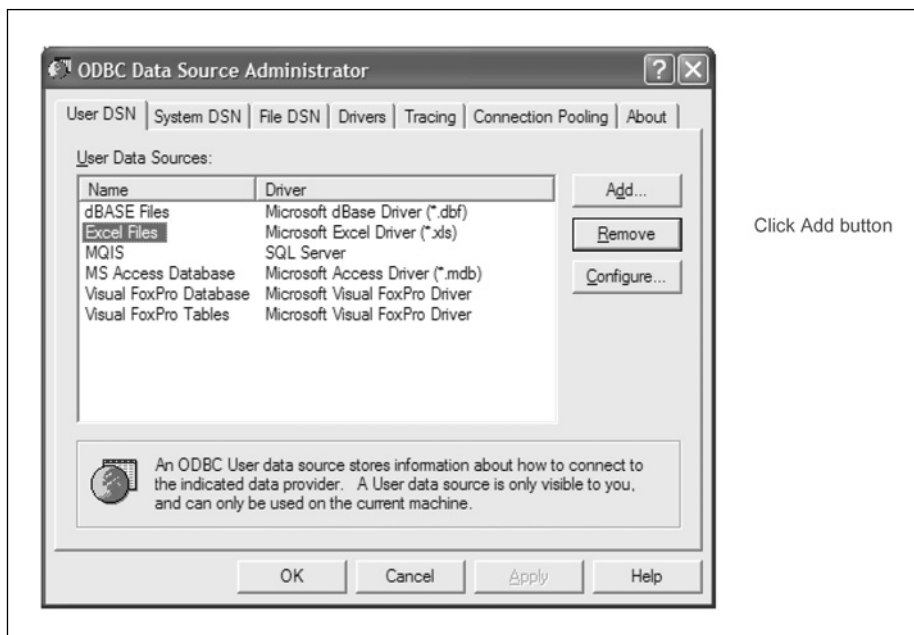 ODBC Data Source Administrator
User DSN System DSN File DSN Drivers Tracing Connection Pooling About
User Data Sources:
Name Driver
dBASE Files Microsoft dBase Driver (*.dbf)
Excel Files Microsoft Excel Driver (*.xls)
MQIS SQL Server
MS Access Database Microsoft Access Driver (*.mdb)
Visual FoxPro Database Microsoft Visual FoxPro Driver
Visual FoxPro Tables Microsoft Visual FoxPro Driver
Add...
Remove
Configure...
Click Add button
An ODBC User data source stores information about how to connect to
the indicated data provider. A User data source is only visible to you,
and can only be used on the current machine.
OK Cancel Apply Help